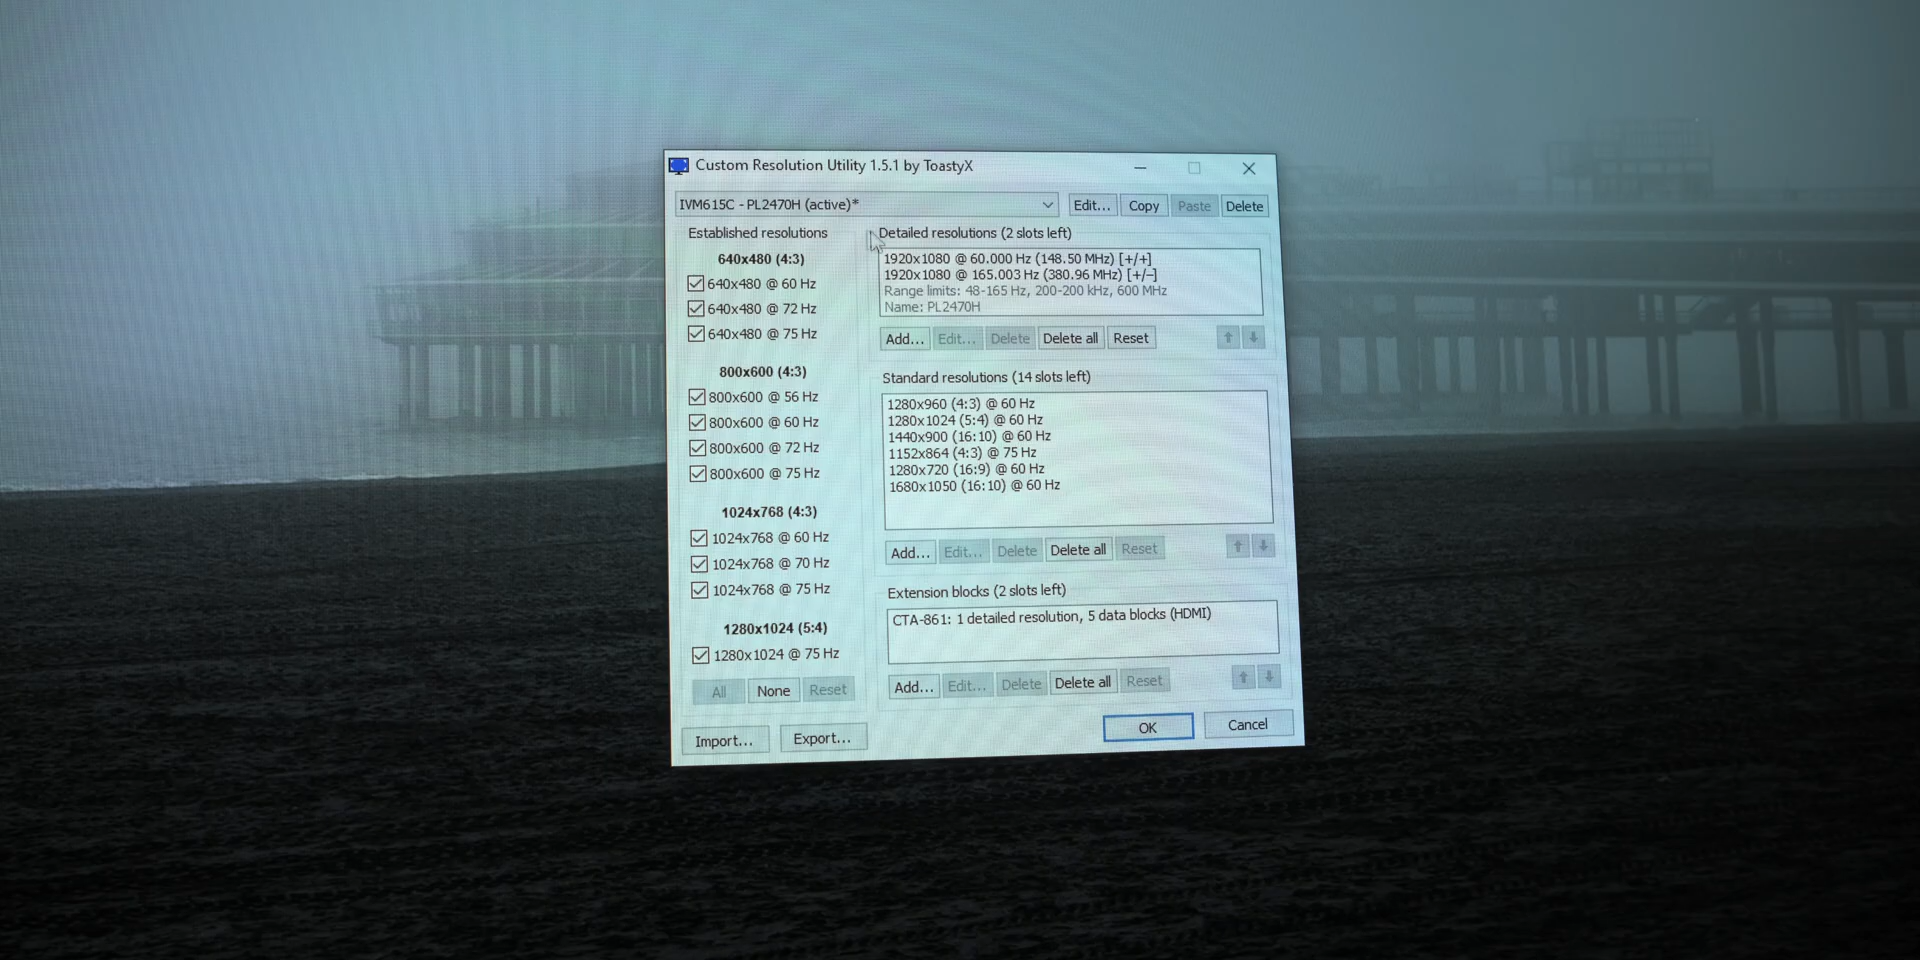 Custom Resolution Utility 1.5.1 by ToastyX
IVM615C - PL2470H (active)*
Edit...
Copy
Paste
Delete
Established resolutions
640x480 (4:3)
640x480 @ 60 Hz
640x480 @ 72 Hz
640x480 @ 75 Hz
800x600 (4:3)
800x600 @ 56 Hz
800x600 @ 60 Hz
800x600 @ 72 Hz
800x600 @ 75 Hz
1024x768 (4:3)
1024x768 @ 60 Hz
1024x768 @ 70 Hz
1024x768 @ 75 Hz
1280x1024 (5:4)
1280x1024 @ 75 Hz
All
None
Reset
Detailed resolutions (2 slots left)
1920x1080 @ 60.000 Hz (148.50 MHz) [+/+]
1920x1080 @ 165.003 Hz (380.96 MHz) [+/−]
Range limits: 48-165 Hz, 200-200 kHz, 600 MHz
Name: PL2470H
Add...
Edit...
Delete
Delete all
Reset
Standard resolutions (14 slots left)
1280x960 (4:3) @ 60 Hz
1280x1024 (5:4) @ 60 Hz
1440x900 (16:10) @ 60 Hz
1152x864 (4:3) @ 75 Hz
1280x720 (16:9) @ 60 Hz
1680x1050 (16:10) @ 60 Hz
Add...
Edit...
Delete
Delete all
Reset
Extension blocks (2 slots left)
CTA-861: 1 detailed resolution, 5 data blocks (HDMI)
Add...
Edit...
Delete
Delete all
Reset
Import...
Export...
OK
Cancel